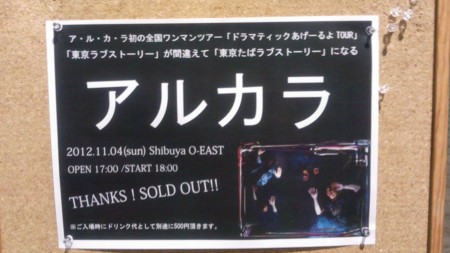 ア・ル・カ・ラ初の全国ワンマンツアー「ドラマティックあげーるよTOUR」
「東京ラブストーリー」が間違えて「東京たばラブストーリー」になる
アルカラ
2012.11.04(sun) Shibuya O-EAST
OPEN 17:00 /START 18:00
THANKS ! SOLD OUT!!
※ご入場時にドリンク代として別途に500円頂きます。